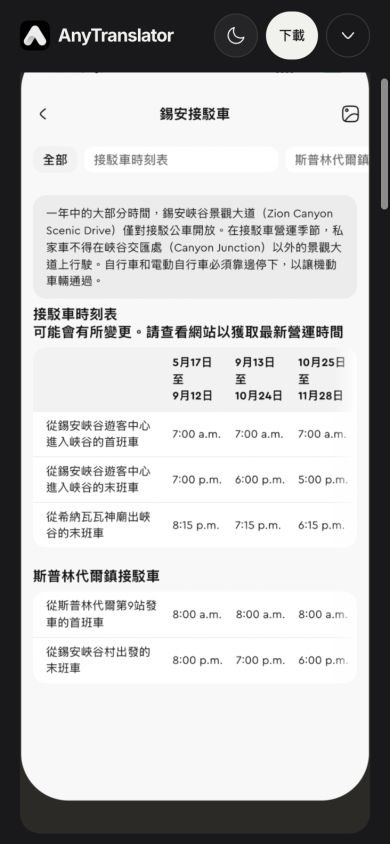 AnyTranslator
下載
錫安接駁車
全部
接駁車時刻表
斯普林代爾鎮
一年中的大部分時間，錫安峽谷景觀大道（Zion Canyon
Scenic Drive）僅對接駁公車開放。在接駁車營運季節，私
家車不得在峽谷交匯處（Canyon Junction）以外的景觀大
道上行駛。自行車和電動自行車必須靠邊停下，以讓機動
車輛通過。
接駁車時刻表
可能會有所變更。請查看網站以獲取最新營運時間
5月17日 9月13日 10月25日
至 至 至
9月12日 10月24日 11月28日
從錫安峽谷遊客中心
進入峽谷的首班車 7:00 a.m. 7:00 a.m. 7:00 a.m.
從錫安峽谷遊客中心
進入峽谷的末班車 7:00 p.m. 6:00 p.m. 5:00 p.m.
從希納瓦瓦神廟出峽
谷的末班車 8:15 p.m. 7:15 p.m. 6:15 p.m.
斯普林代爾鎮接駁車
從斯普林代爾第9站發
車的首班車 8:00 a.m. 8:00 a.m. 8:00 a.m.
從錫安峽谷村出發的
末班車 8:00 p.m. 7:00 p.m. 6:00 p.m.